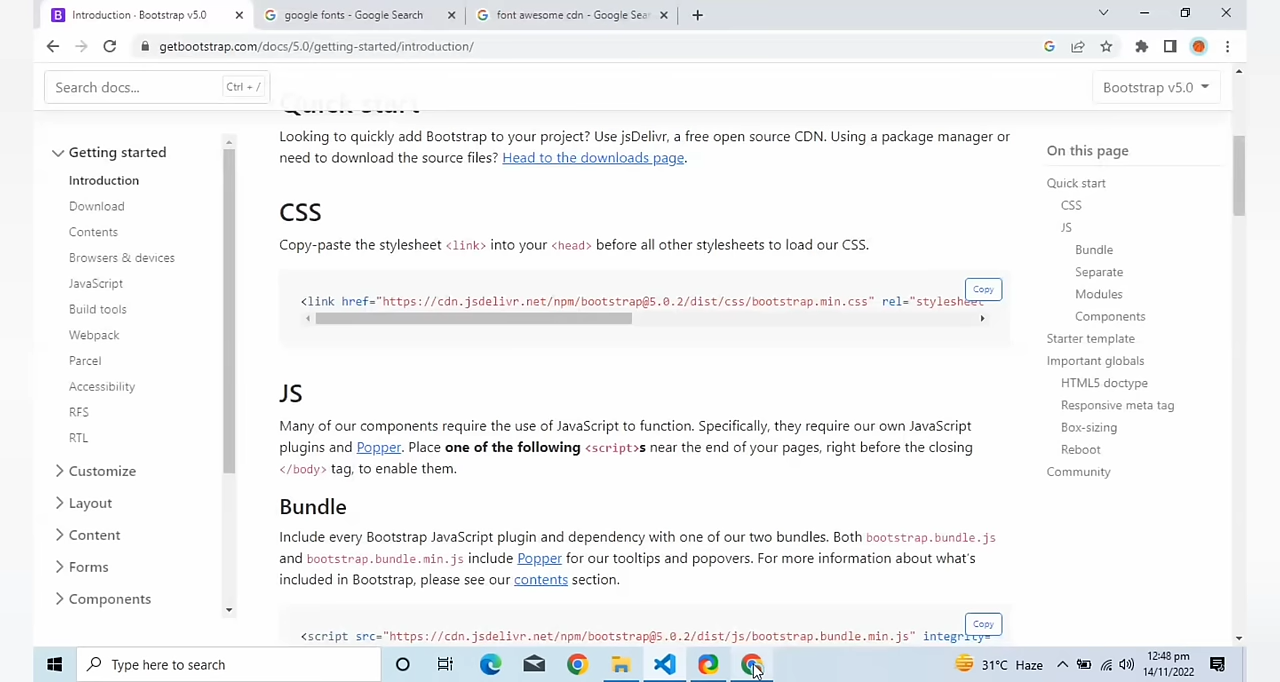 Introduction · Bootstrap v5.0
google fonts - Google Search
font awesome cdn - Google Sear
getbootstrap.com/docs/5.0/getting-started/introduction/
Search docs...
Ctrl + /
Bootstrap v5.0
Quick start
Looking to quickly add Bootstrap to your project? Use jsDelivr, a free open source CDN. Using a package manager or
need to download the source files? Head to the downloads page.
CSS
Copy-paste the stylesheet <link> into your <head> before all other stylesheets to load our CSS.
Copy
<link href="https://cdn.jsdelivr.net/npm/bootstrap@5.0.2/dist/css/bootstrap.min.css" rel="stylesheet
JS
Many of our components require the use of JavaScript to function. Specifically, they require our own JavaScript
plugins and Popper. Place one of the following <script>s near the end of your pages, right before the closing
</body> tag, to enable them.
Bundle
Include every Bootstrap JavaScript plugin and dependency with one of our two bundles. Both bootstrap.bundle.js
and bootstrap.bundle.min.js include Popper for our tooltips and popovers. For more information about what's
included in Bootstrap, please see our contents section.
Copy
<script src="https://cdn.jsdelivr.net/npm/bootstrap@5.0.2/dist/js/bootstrap.bundle.min.js" integrity=
Getting started
Introduction
Download
Contents
Browsers & devices
JavaScript
Build tools
Webpack
Parcel
Accessibility
RFS
RTL
Customize
Layout
Content
Forms
Components
On this page
Quick start
CSS
JS
Bundle
Separate
Modules
Components
Starter template
Important globals
HTML5 doctype
Responsive meta tag
Box-sizing
Reboot
Community
Type here to search
31°C Haze
12:48 pm
14/11/2022